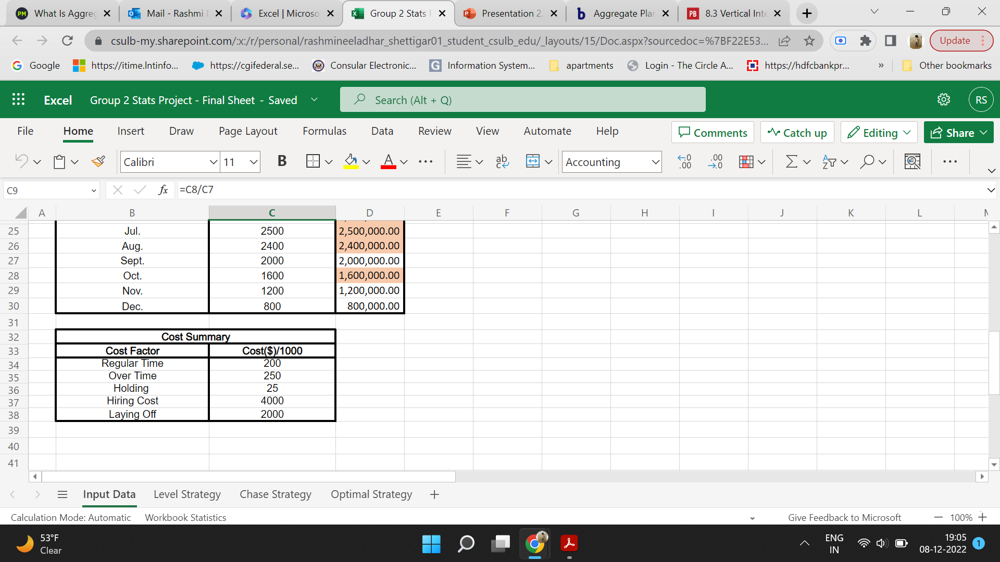 What Is Aggreg
Mail - Rashmi
Excel | Microso
Group 2 Stats
Presentation 2.
Aggregate Plan
8.3 Vertical Inte
csulb-my.sharepoint.com/:x:/r/personal/rashmineeladhar_shettigar01_student_csulb_edu/_layouts/15/Doc.aspx?sourcedoc=%7BF22E53...
Update
Google
https://itime.lntinfo...
https://cgifederal.se...
Consular Electronic...
Information System...
apartments
Login - The Circle A...
https://hdfcbankpr...
»
Other bookmarks
Excel
Group 2 Stats Project - Final Sheet - Saved
Search (Alt + Q)
RS
File Home Insert Draw Page Layout Formulas Data Review View Automate Help
Comments
Catch up
Editing
Share
Calibri 11 B Accounting
C9 fx =C8/C7
A B C D E F G H I J K L
25 Jul. 2500 2,500,000.00
26 Aug. 2400 2,400,000.00
27 Sept. 2000 2,000,000.00
28 Oct. 1600 1,600,000.00
29 Nov. 1200 1,200,000.00
30 Dec. 800 800,000.00
31
32 Cost Summary
33 Cost Factor Cost($)/1000
34 Regular Time 200
35 Over Time 250
36 Holding 25
37 Hiring Cost 4000
38 Laying Off 2000
39
40
41
Input Data Level Strategy Chase Strategy Optimal Strategy +
Calculation Mode: Automatic Workbook Statistics
Give Feedback to Microsoft
100%
53°F
Clear
ENG
IN
19:05
08-12-2022
1